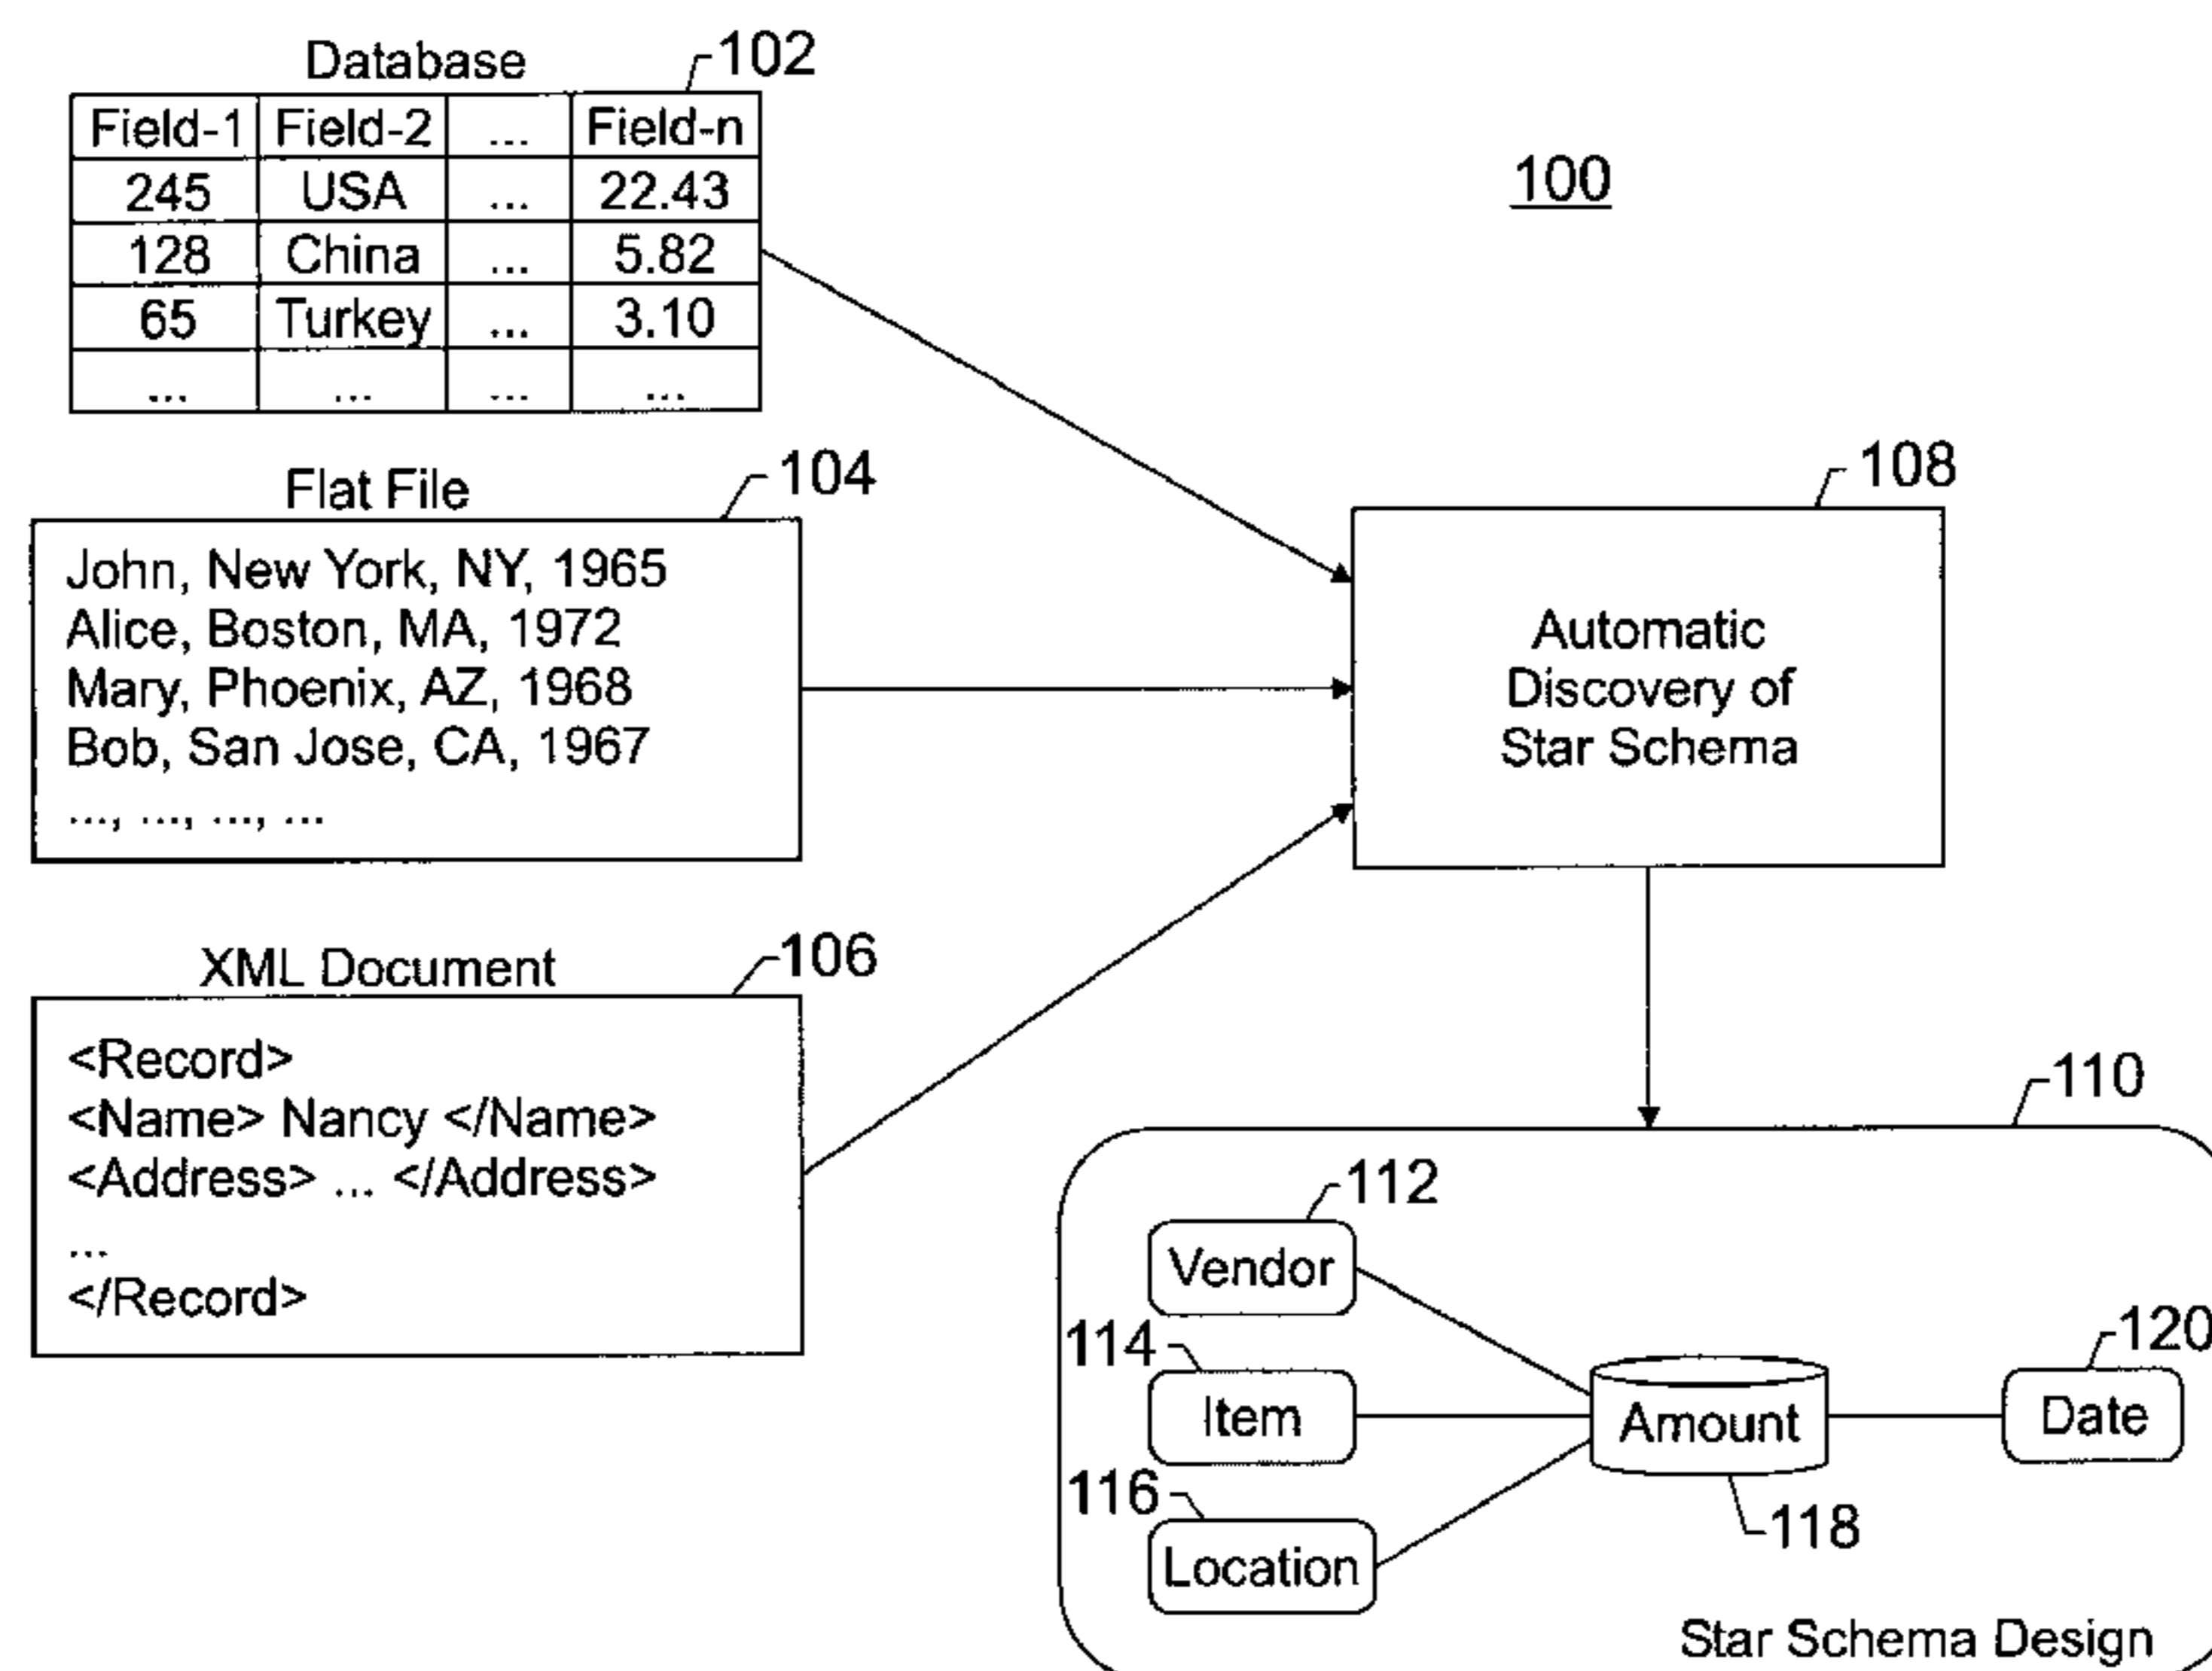 Database
102
Field-1 Field-2 ... Field-n
245 USA ... 22.43
128 China ... 5.82
65 Turkey ... 3.10
... ... ... ...
100
Flat File
104
John, New York, NY, 1965
Alice, Boston, MA, 1972
Mary, Phoenix, AZ, 1968
Bob, San Jose, CA, 1967
..., ..., ..., ...
108
Automatic
Discovery of
Star Schema
XML Document
106
<Record>
<Name> Nancy </Name>
<Address> ... </Address>
...
</Record>
110
112
Vendor
114
Item
116
Location
Amount
118
120
Date
Star Schema Design